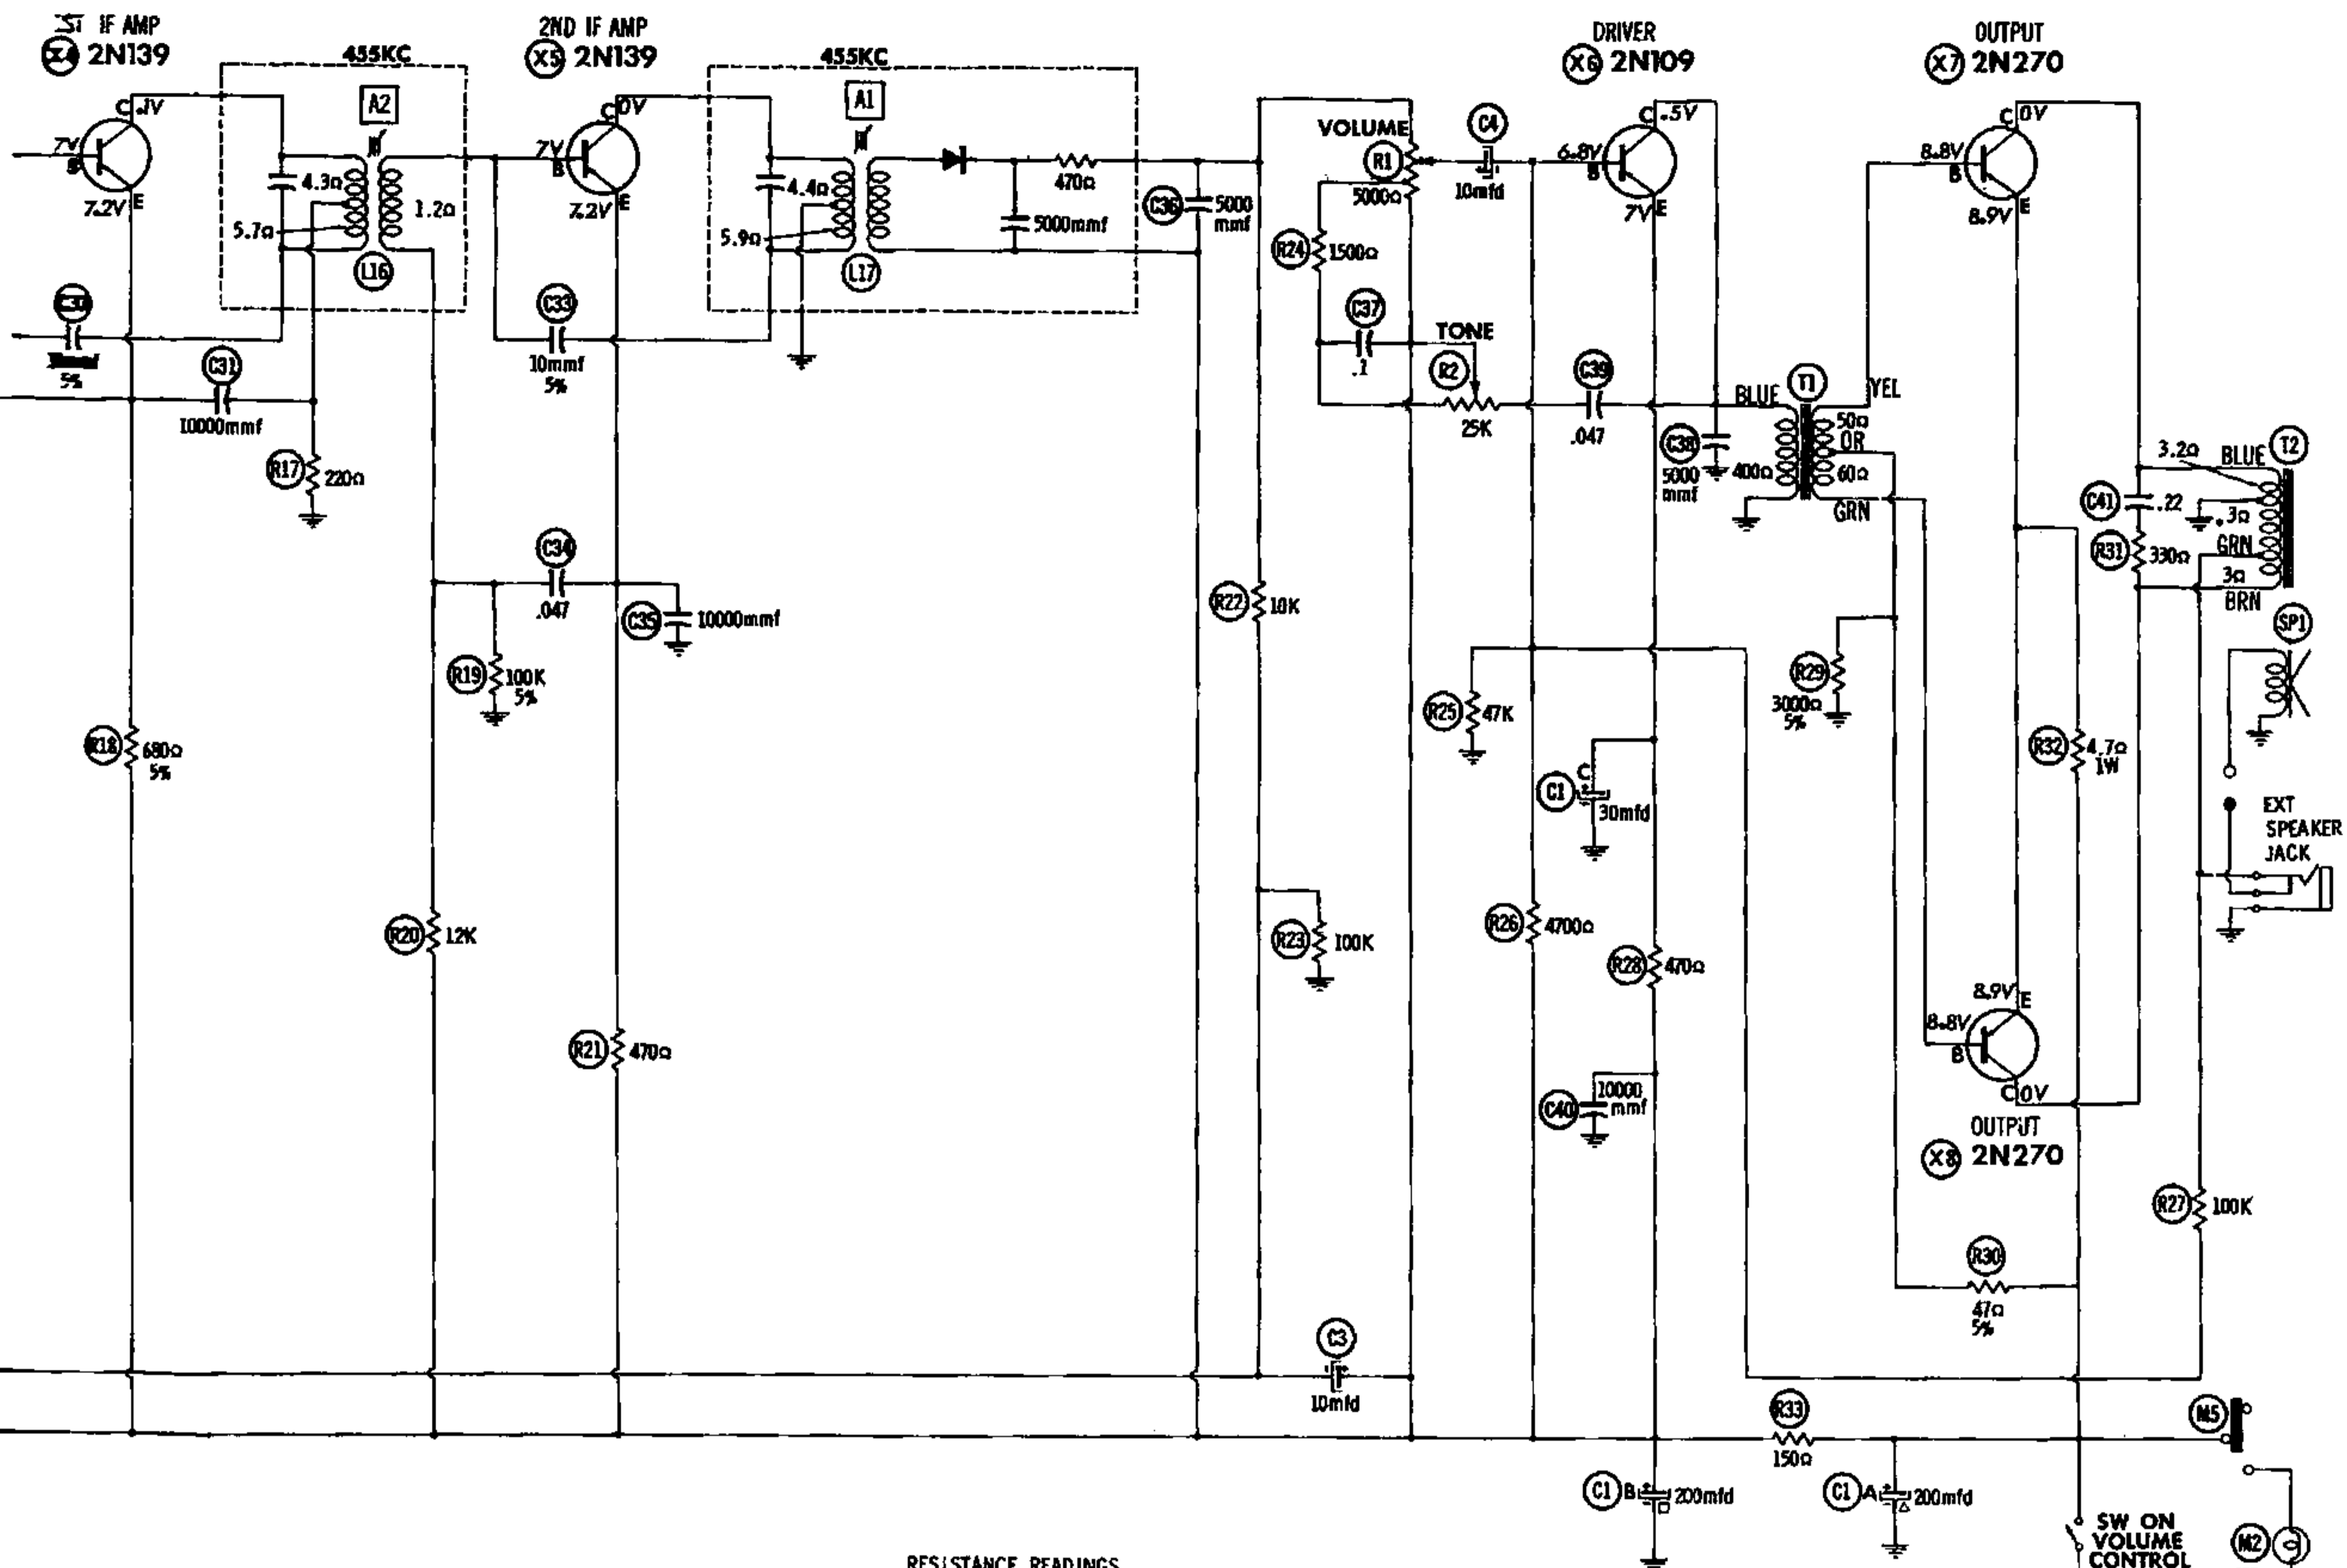 1ST IF AMP
X4 2N139
455KC
A2
C .1V
7V
B
7.2V E
4.3Ω
5.7Ω
1.2Ω
L16
5%
C31
10000mmf
R17 220Ω
R18 680Ω
5%
2ND IF AMP
X5 2N139
455KC
A1
C 0V
7V
B
7.2V E
4.4Ω
5.9Ω
L17
470Ω
5000mmf
C33
10mmf
5%
C34
.047
C35 10000mmf
R19 100K
5%
R20 12K
R21 470Ω
C36 5000
mmf
VOLUME
R1
5000Ω
R24 1500Ω
C37
.1
TONE
R2
25K
C4
10mfd
R22 10K
R23 100K
C3
10mfd
DRIVER
X6 2N109
C .5V
6.8V
B
7V E
C39
.047
C38
5000
mmf
BLUE
T1
YEL
50Ω
OR
400Ω
60Ω
GRN
R25 47K
C
C1
30mfd
R26 4700Ω
R28 470Ω
C40 10000
mmf
R29
3000Ω
5%
OUTPUT
X7 2N270
C 0V
8.8V
B
8.9V E
3.2Ω BLUE T2
C41 .22
.3Ω
R31 330Ω
GRN
3Ω
BRN
SP1
R32 4.7Ω
1W
EXT
SPEAKER
JACK
8.9V E
8.8V
B
C 0V
OUTPUT
X8 2N270
R27 100K
R30
47Ω
5%
R33
150Ω
M5
C1 B 200mfd
C1 A 200mfd
SW ON
VOLUME
CONTROL
M2
RESISTANCE READINGS